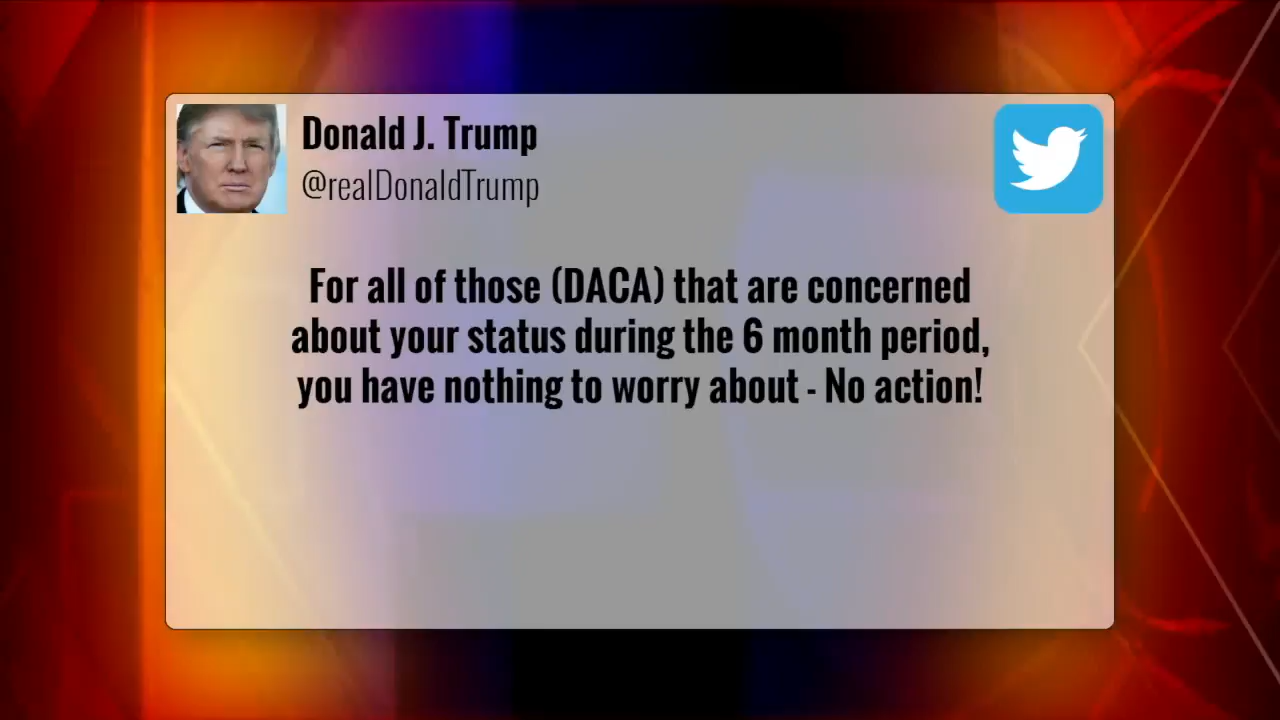 Donald J. Trump
@realDonaldTrump
For all of those (DACA) that are concerned
about your status during the 6 month period,
you have nothing to worry about - No action!